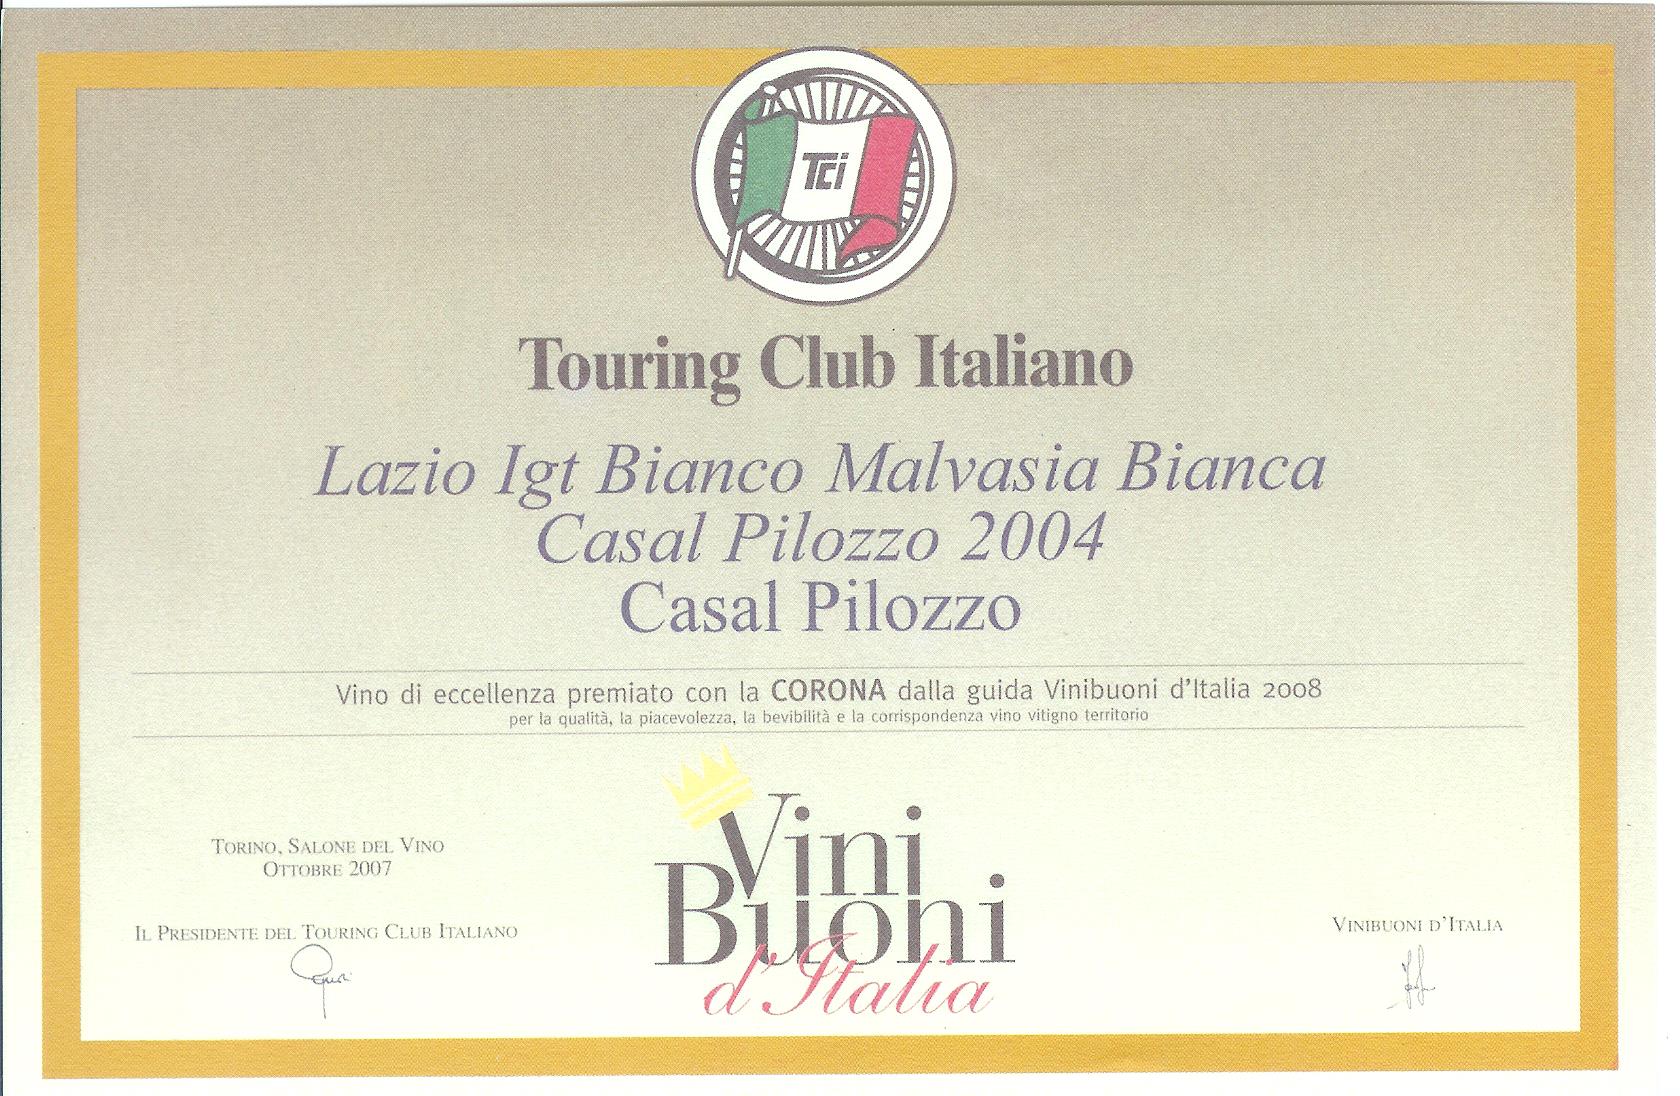 Tci
Touring Club Italiano
Lazio Igt Bianco Malvasia Bianca
Casal Pilozzo 2004
Casal Pilozzo
Vino di eccellenza premiato con la CORONA dalla guida Vinibuoni d'Italia 2008
per la qualità, la piacevolezza, la bevibilità e la corrispondenza vino vitigno territorio
TORINO, SALONE DEL VINO
OTTOBRE 2007
IL PRESIDENTE DEL TOURING CLUB ITALIANO
Vini
Buoni
d'Italia
VINIBUONI D'ITALIA